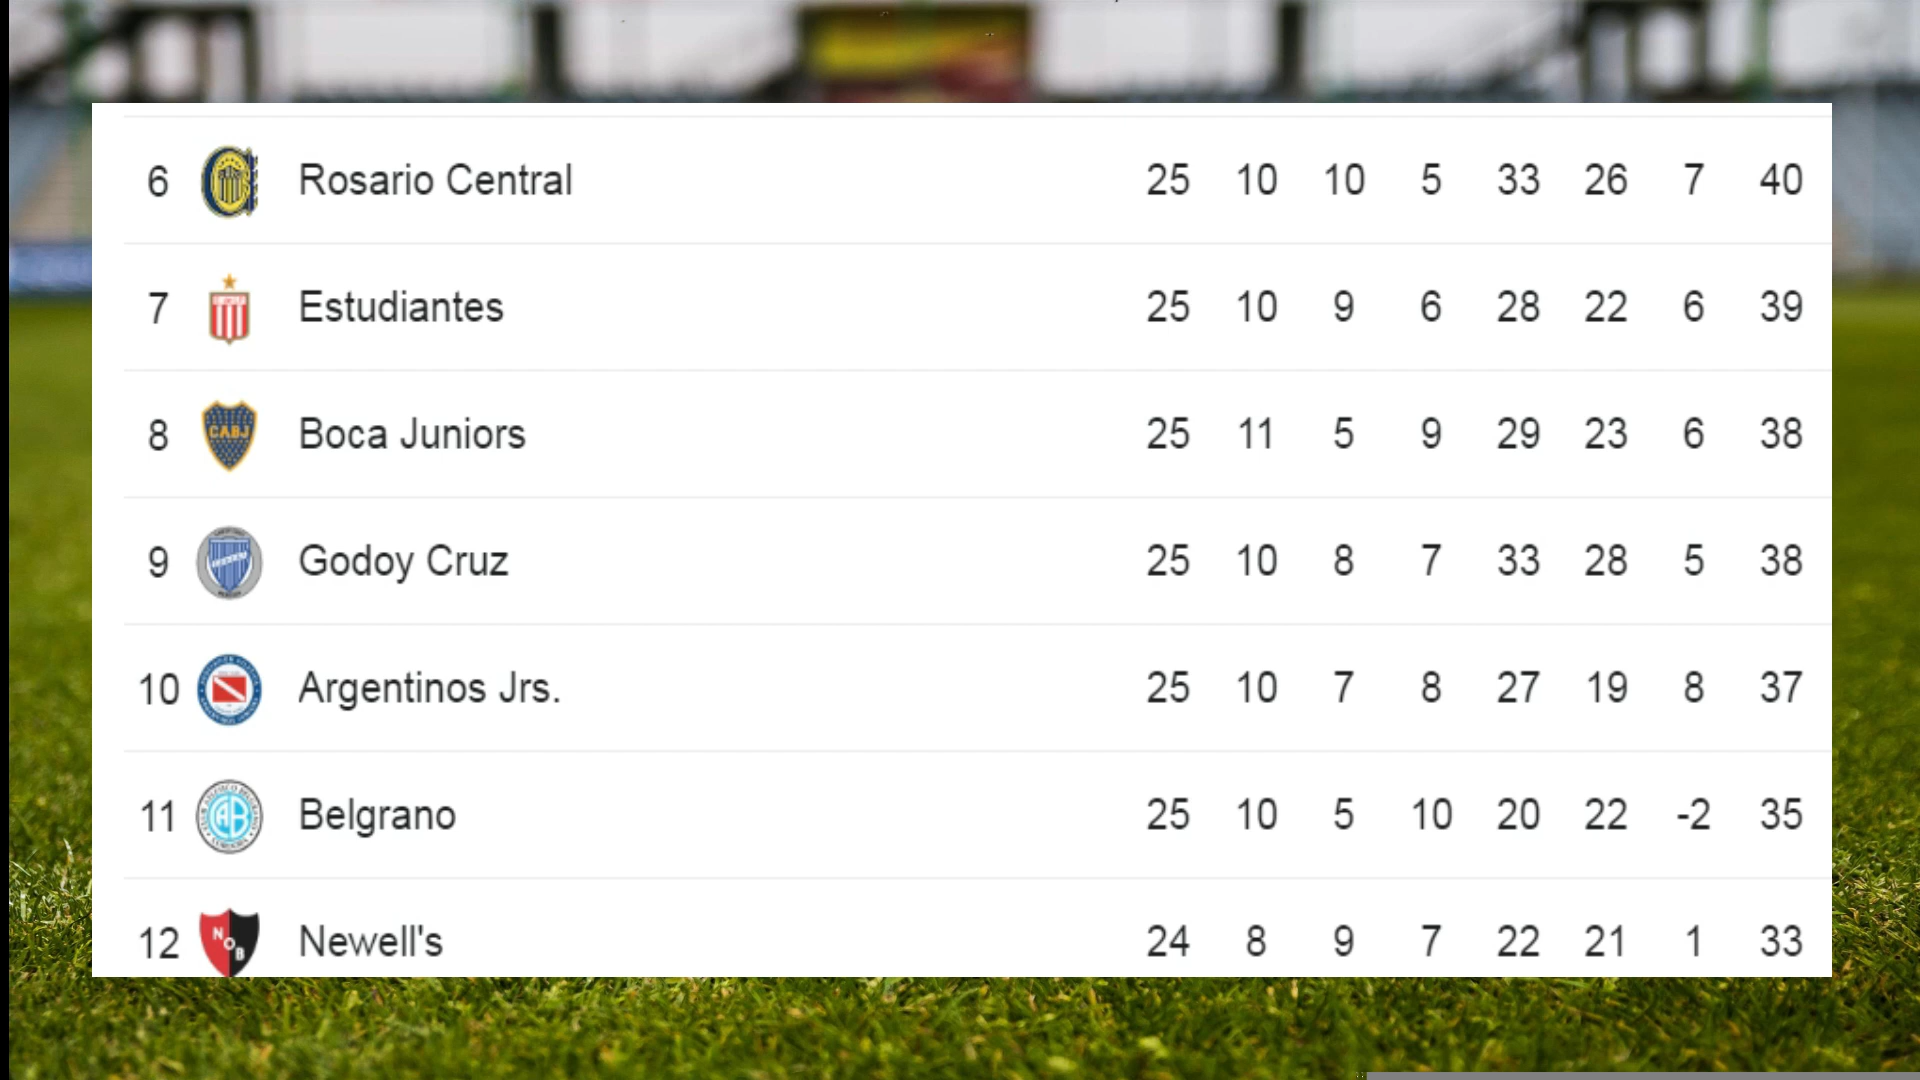 6 Rosario Central 25 10 10 5 33 26 7 40
7 Estudiantes 25 10 9 6 28 22 6 39
8 CABJ Boca Juniors 25 11 5 9 29 23 6 38
9 Godoy Cruz 25 10 8 7 33 28 5 38
10 Argentinos Jrs. 25 10 7 8 27 19 8 37
11 CAB Belgrano 25 10 5 10 20 22 -2 35
12 NOB Newell's 24 8 9 7 22 21 1 33